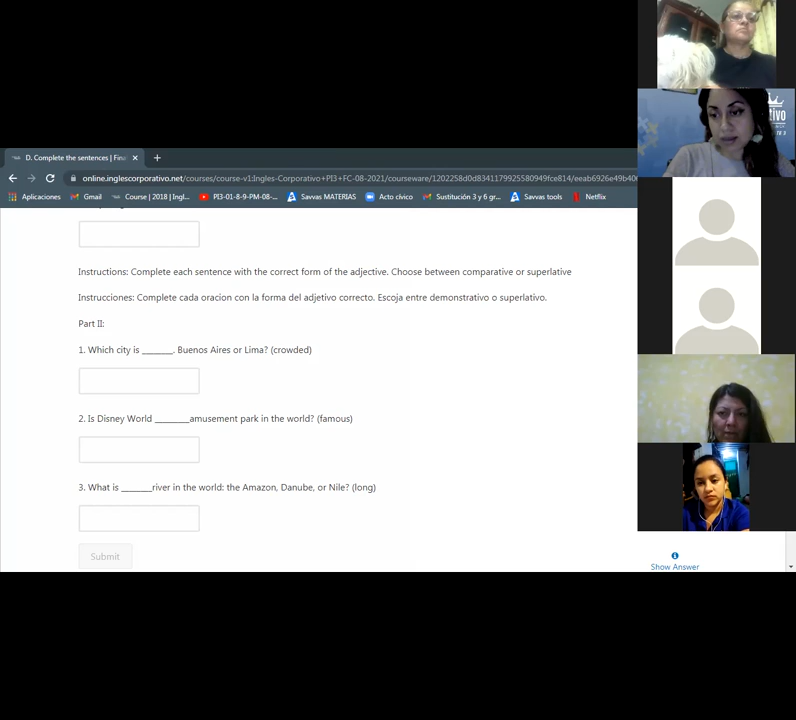 D. Complete the sentences | Fina
online.inglescorporativo.net/courses/course-v1:Ingles-Corporativo+PI3+FC-08-2021/courseware/1202258d0d8341179925580949fce814/eeab6926e49b40
Aplicaciones Gmail Course | 2018 | Ingl... PI3-01-8-9-PM-08-... Savvas MATERIAS Acto cívico Sustitución 3 y 6 gr... Savvas tools Netflix
Instructions: Complete each sentence with the correct form of the adjective. Choose between comparative or superlative
Instrucciones: Complete cada oracion con la forma del adjetivo correcto. Escoja entre demonstrativo o superlativo.
Part II:
1. Which city is _______. Buenos Aires or Lima? (crowded)
2. Is Disney World ________amusement park in the world? (famous)
3. What is _______river in the world: the Amazon, Danube, or Nile? (long)
Submit
Show Answer
tivo